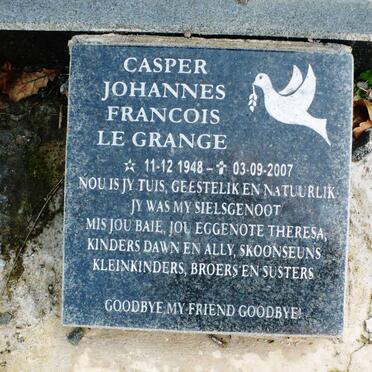 CASPER
JOHANNES
FRANCOIS
LE GRANGE
☆ 11-12 1948 – ✞ 03-09-2007
NOU IS JY TUIS, GEESTELIK EN NATUURLIK.
JY WAS MY SIELSGENOOT
MIS JOU BAIE, JOU EGGENOTE THERESA,
KINDERS DAWN EN ALLY, SKOONSEUNS
KLEINKINDERS, BROERS EN SUSTERS
GOODBYE MY FRIEND GOODBYE!